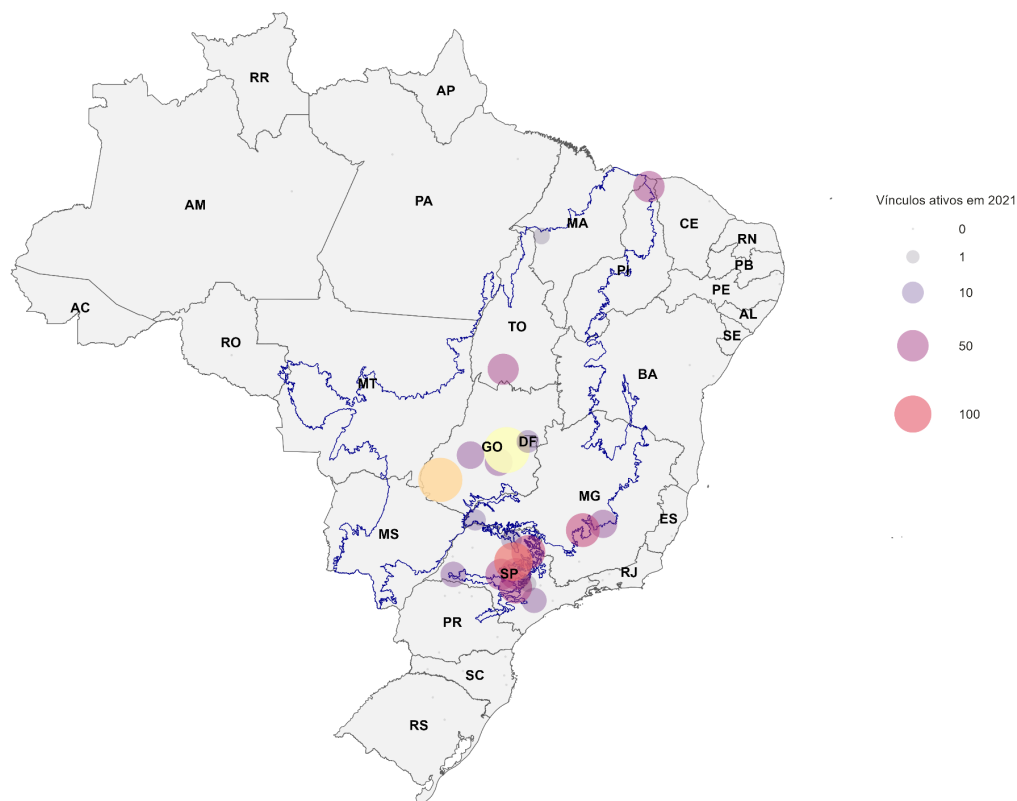 RR
AP
AM
PA
MA
CE
RN
PB
PI
PE
AC
AL
TO
SE
RO
BA
MT
GO
DF
MG
ES
MS
SP
RJ
PR
SC
RS
Vínculos ativos em 2021
0
1
10
50
100